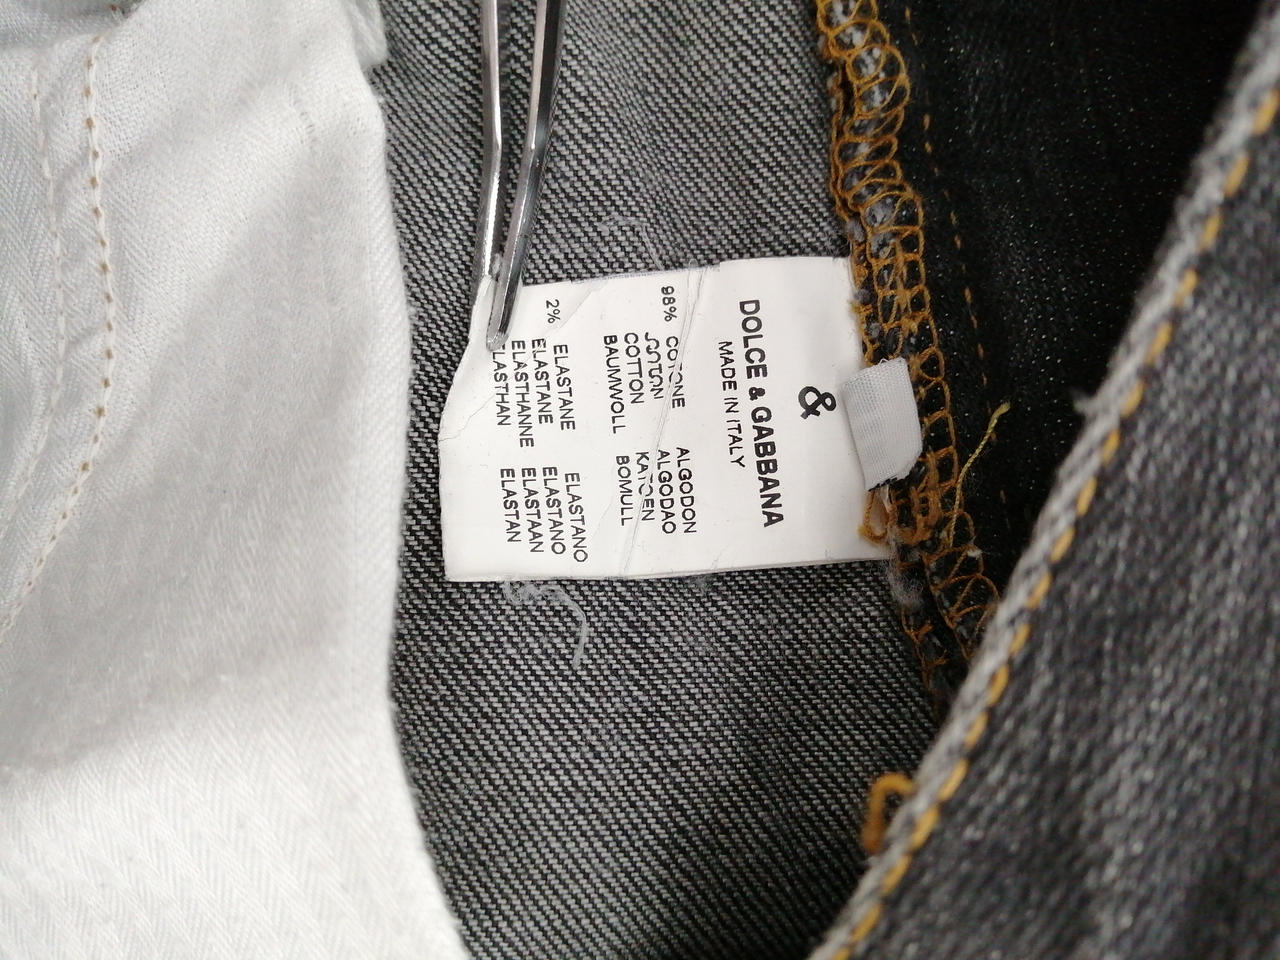 &
DOLCE & GABBANA
MADE IN ITALY
98% COTONE ALGODON
ALGODAO
COTTON KATOEN
BAUMWOLL BOMULL
2% ELASTANE ELASTANO
ELASTANE ELASTANO
ELASTHANNE ELASTAAN
ELASTHAN ELASTAN